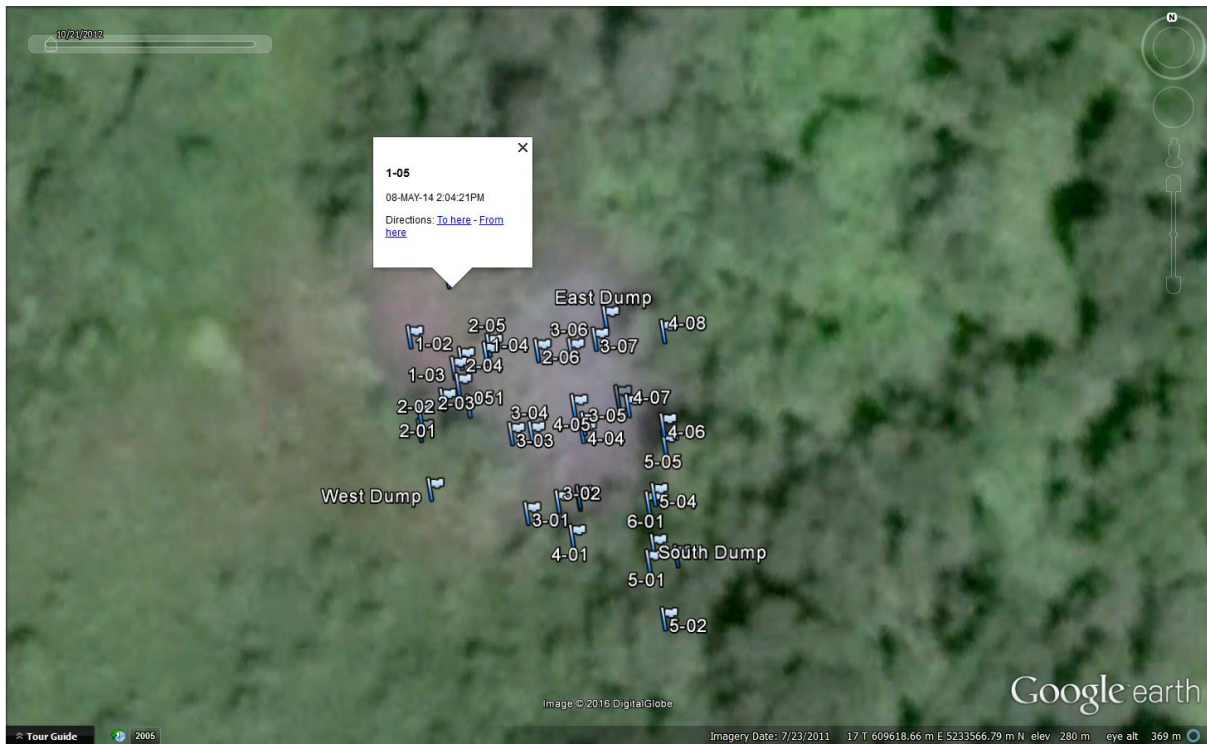 10/21/2012
N
1-05
08-MAY-14 2:04:21PM
Directions: To here - From
here
East Dump
4-08
2-05
3-06
1-02
1-04
2-06
3-07
1-03
2-04
2-02
2-03
051
3-04
3-05
4-07
2-01
3-03
4-05
4-04
4-06
5-05
West Dump
3-02
5-04
3-01
6-01
4-01
South Dump
5-01
5-02
Image © 2016 DigitalGlobe
Google earth
Tour Guide
2005
Imagery Date: 7/23/2011 17 T 609618.66 m E 5233566.79 m N elev 280 m eye alt 369 m